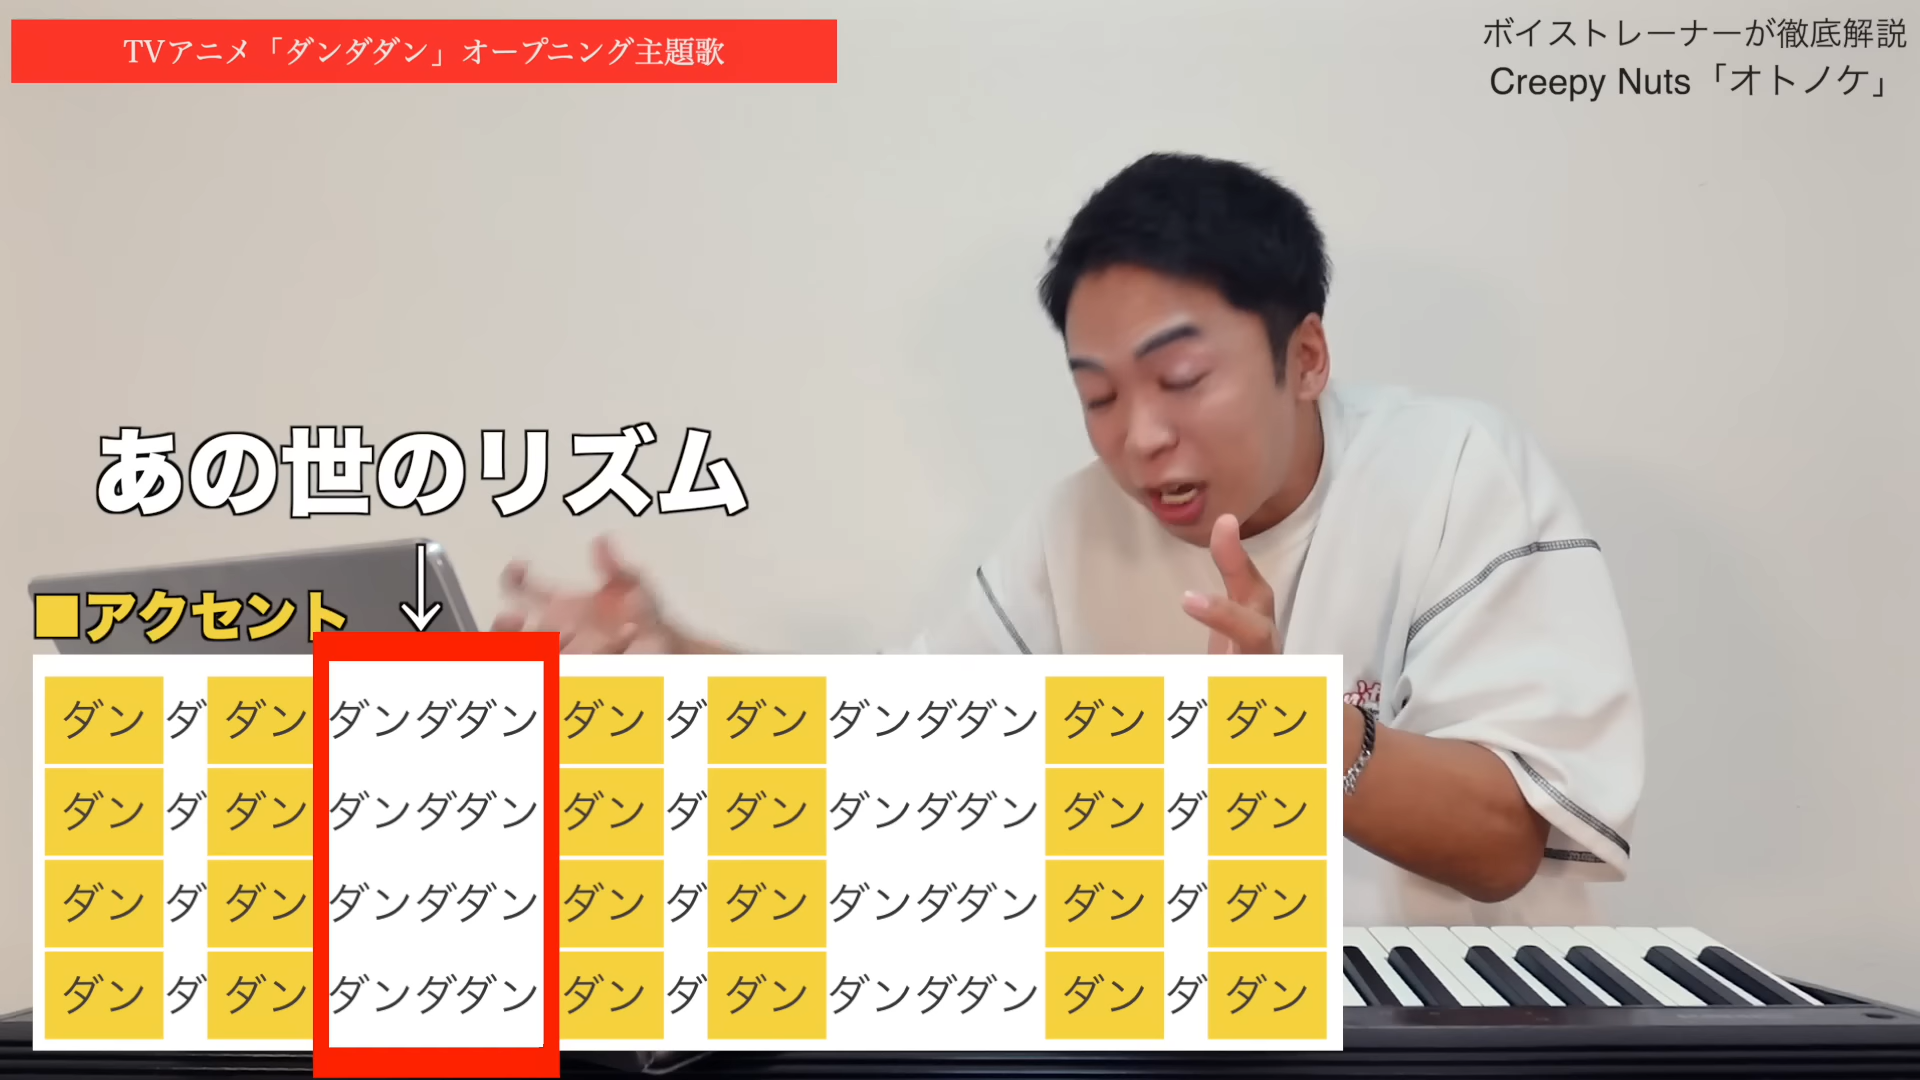 TVアニメ「ダンダダン」オープニング主題歌
ボイストレーナーが徹底解説
Creepy Nuts「オトノケ」
あの世のリズム
■アクセント
ダン ダ ダン ダンダダン ダン ダ ダン ダンダダン ダン ダ ダン
ダン ダ ダン ダンダダン ダン ダ ダン ダンダダン ダン ダ ダン
ダン ダ ダン ダンダダン ダン ダ ダン ダンダダン ダン ダ ダン
ダン ダ ダン ダンダダン ダン ダ ダン ダンダダン ダン ダ ダン